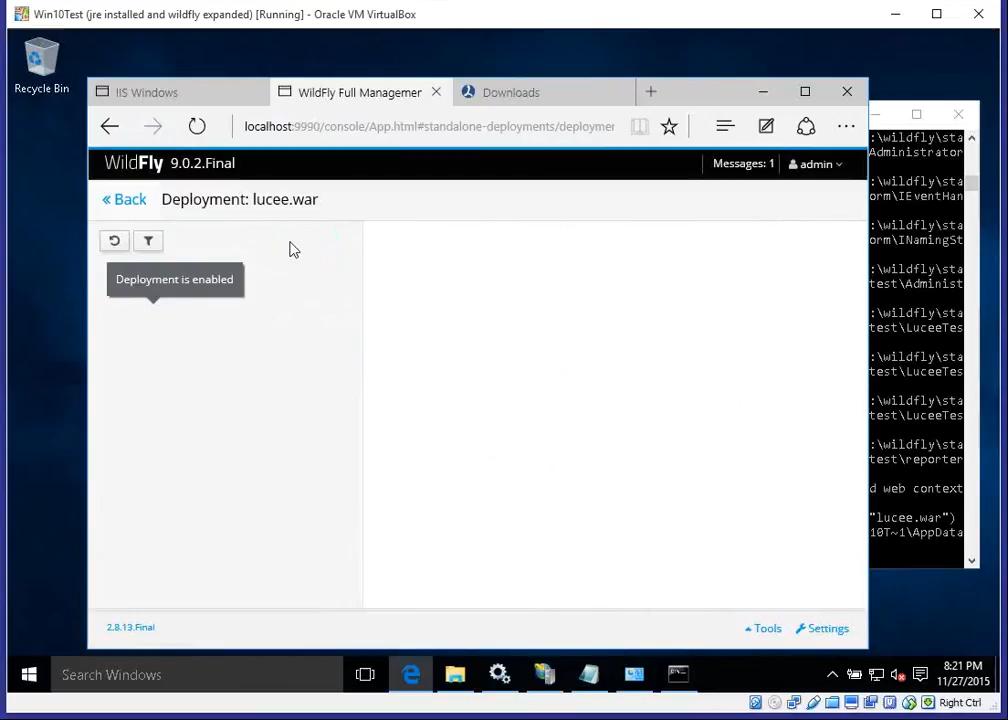 Win10Test (jre installed and wildfly expanded) [Running] - Oracle VM VirtualBox
Recycle Bin
IIS Windows
WildFly Full Managemer
Downloads
localhost:9990/console/App.html#standalone-deployments/deploymer
WildFly 9.0.2.Final
Messages: 1
admin
« Back
Deployment: lucee.war
Deployment is enabled
2.8.13.Final
Tools
Settings
:\wildfly\sta
Administrator
:\wildfly\sta
orm\IEventHan
:\wildfly\sta
orm\INamingSt
:\wildfly\sta
test\Administ
:\wildfly\sta
test\LuceeTes
:\wildfly\sta
test\LuceeTes
:\wildfly\sta
test\LuceeTes
:\wildfly\sta
test\reporter
d web context
"lucee.war")
10T~1\AppData
Search Windows
8:21 PM
11/27/2015
Right Ctrl